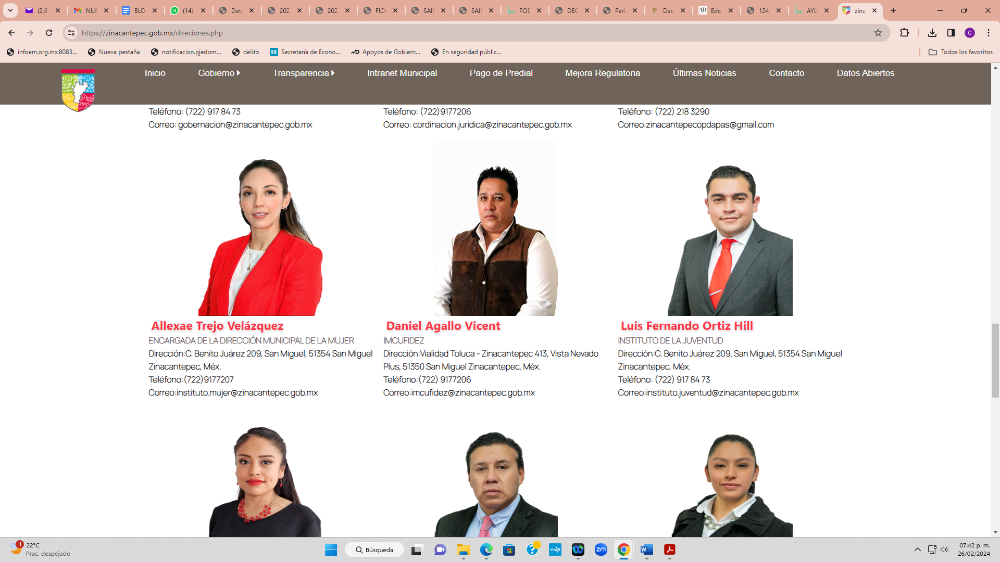 (2,6
NUE
BLO
(14)
Deta
202
202
FICH
SAIM
SAIM
POD
DEC
Peri
Dec
Edo
124
AYU
zina
https://zinacantepec.gob.mx/direciones.php
infoem.org.mx:8083...
Nueva pestaña
notificacion.pjedom...
delito
Secretaría de Econo...
Apoyos de Gobiern...
En seguridad públic...
Todos los favoritos
Inicio
Gobierno
Transparencia
Intranet Municipal
Pago de Predial
Mejora Regulatoria
Últimas Noticias
Contacto
Datos Abiertos
Teléfono: (722) 917 84 73
Correo: gobernacion@zinacantepec.gob.mx
Teléfono: (722)9177206
Correo: cordinacion.juridica@zinacantepec.gob.mx
Teléfono: (722) 218 3290
Correo:zinacantepecopdapas@gmail.com
Allexae Trejo Velázquez
ENCARGADA DE LA DIRECCIÓN MUNICIPAL DE LA MUJER
Dirección:C. Benito Juárez 209, San Miguel, 51354 San Miguel
Zinacantepec, Méx.
Teléfono:(722)9177207
Correo:instituto.mujer@zinacantepec.gob.mx
Daniel Agallo Vicent
IMCUFIDEZ
Dirección:Vialidad Toluca - Zinacantepec 413, Vista Nevado
Plus, 51350 San Miguel Zinacantepec, Méx.
Teléfono:(722) 9177206
Correo:imcufidez@zinacantepec.gob.mx
Luis Fernando Ortiz Hill
INSTITUTO DE LA JUVENTUD
Dirección:C. Benito Juárez 209, San Miguel, 51354 San Miguel
Zinacantepec, Méx.
Teléfono: (722) 917 84 73
Correo:instituto.juventud@zinacantepec.gob.mx
1
22°C
Prac. despejado
Búsqueda
07:42 p. m.
26/02/2024